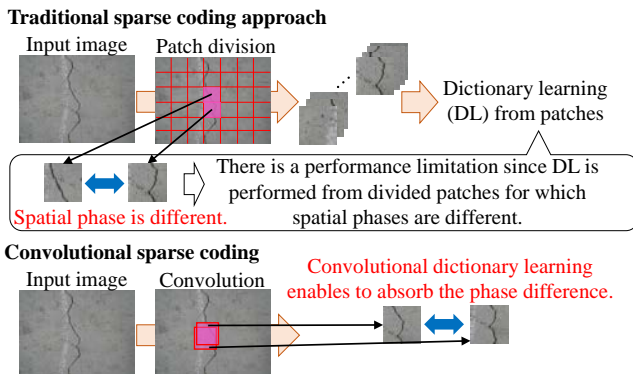 Traditional sparse coding approach
Input image
Patch division
Dictionary learning
(DL) from patches
There is a performance limitation since DL is
performed from divided patches for which
spatial phases are different.
Spatial phase is different.
Convolutional sparse coding
Input image
Convolution
Convolutional dictionary learning
enables to absorb the phase difference.